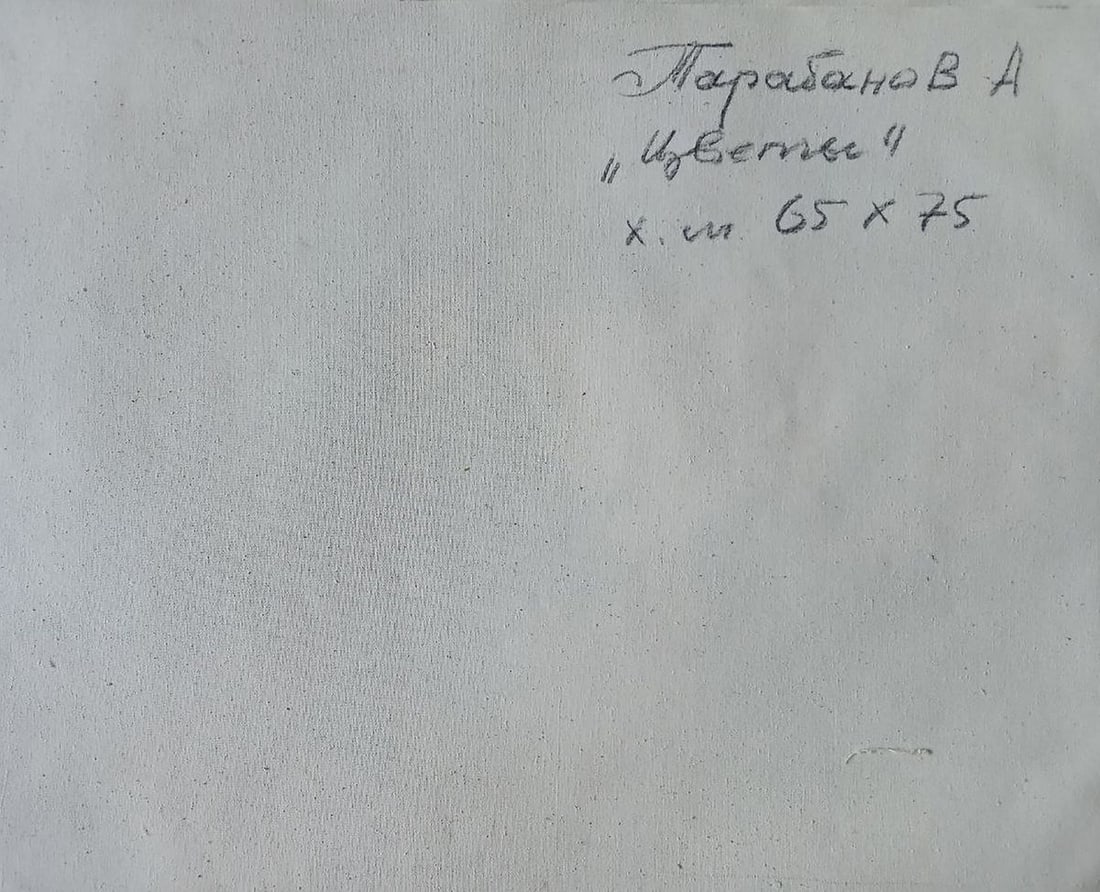 Тарабанов А
„Цветы"
х. м. 65 х 75